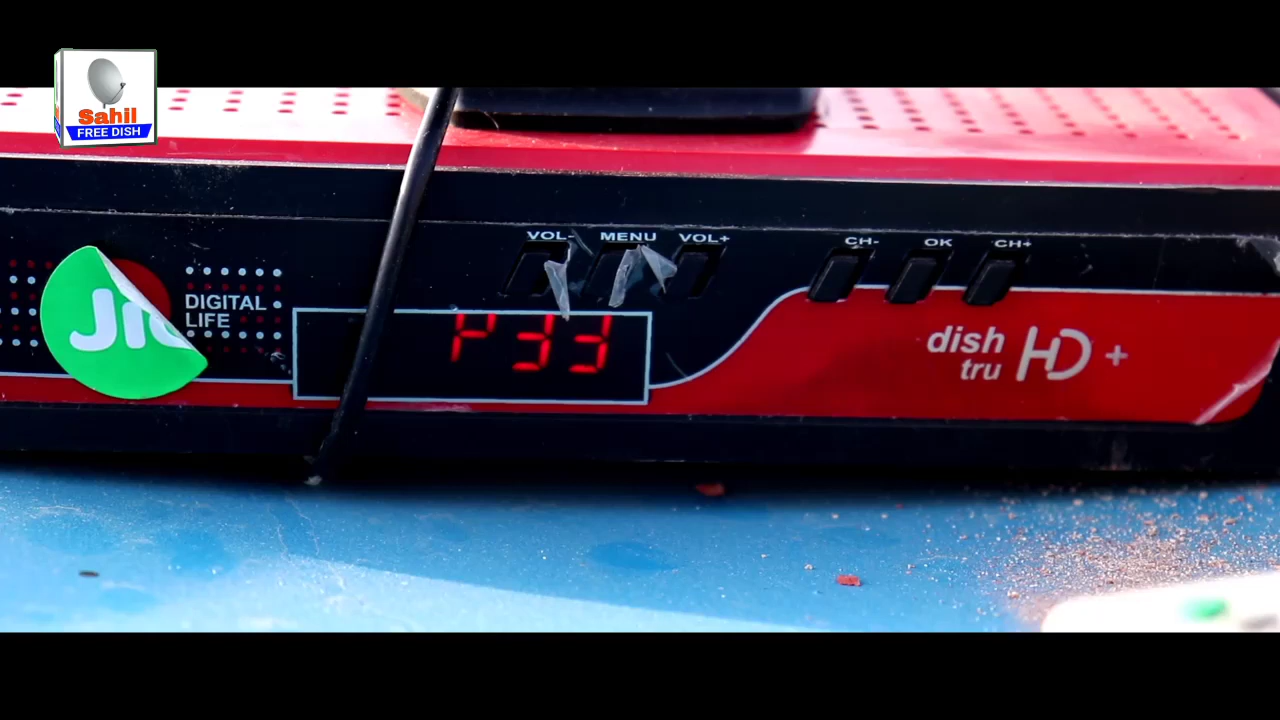 Sahil
FREE DISH
VOL- MENU VOL+ CH- OK CH+
Jio
DIGITAL
LIFE
dish
tru HD+